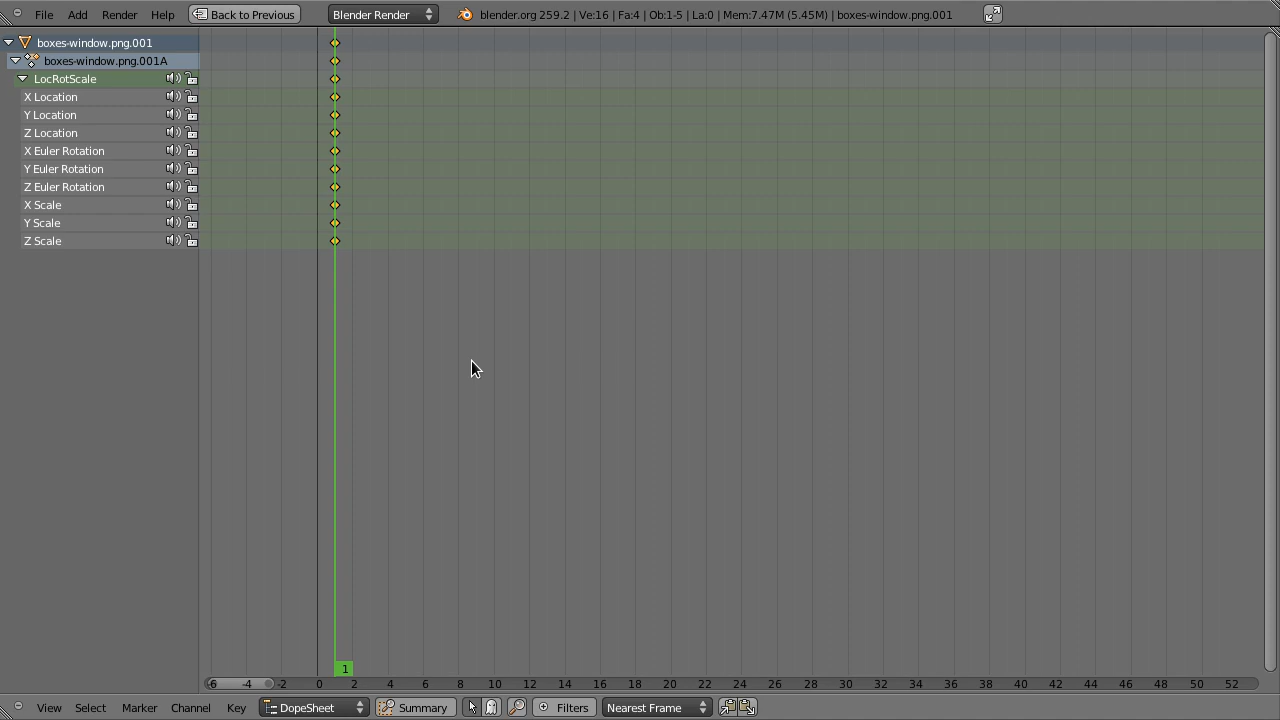 File Add Render Help Back to Previous Blender Render blender.org 259.2 | Ve:16 | Fa:4 | Ob:1-5 | La:0 | Mem:7.47M (5.45M) | boxes-window.png.001
boxes-window.png.001
boxes-window.png.001A
LocRotScale
X Location
Y Location
Z Location
X Euler Rotation
Y Euler Rotation
Z Euler Rotation
X Scale
Y Scale
Z Scale
1
-6 -4 -2 0 2 4 6 8 10 12 14 16 18 20 22 24 26 28 30 32 34 36 38 40 42 44 46 48 50 52
View Select Marker Channel Key DopeSheet Summary Filters Nearest Frame